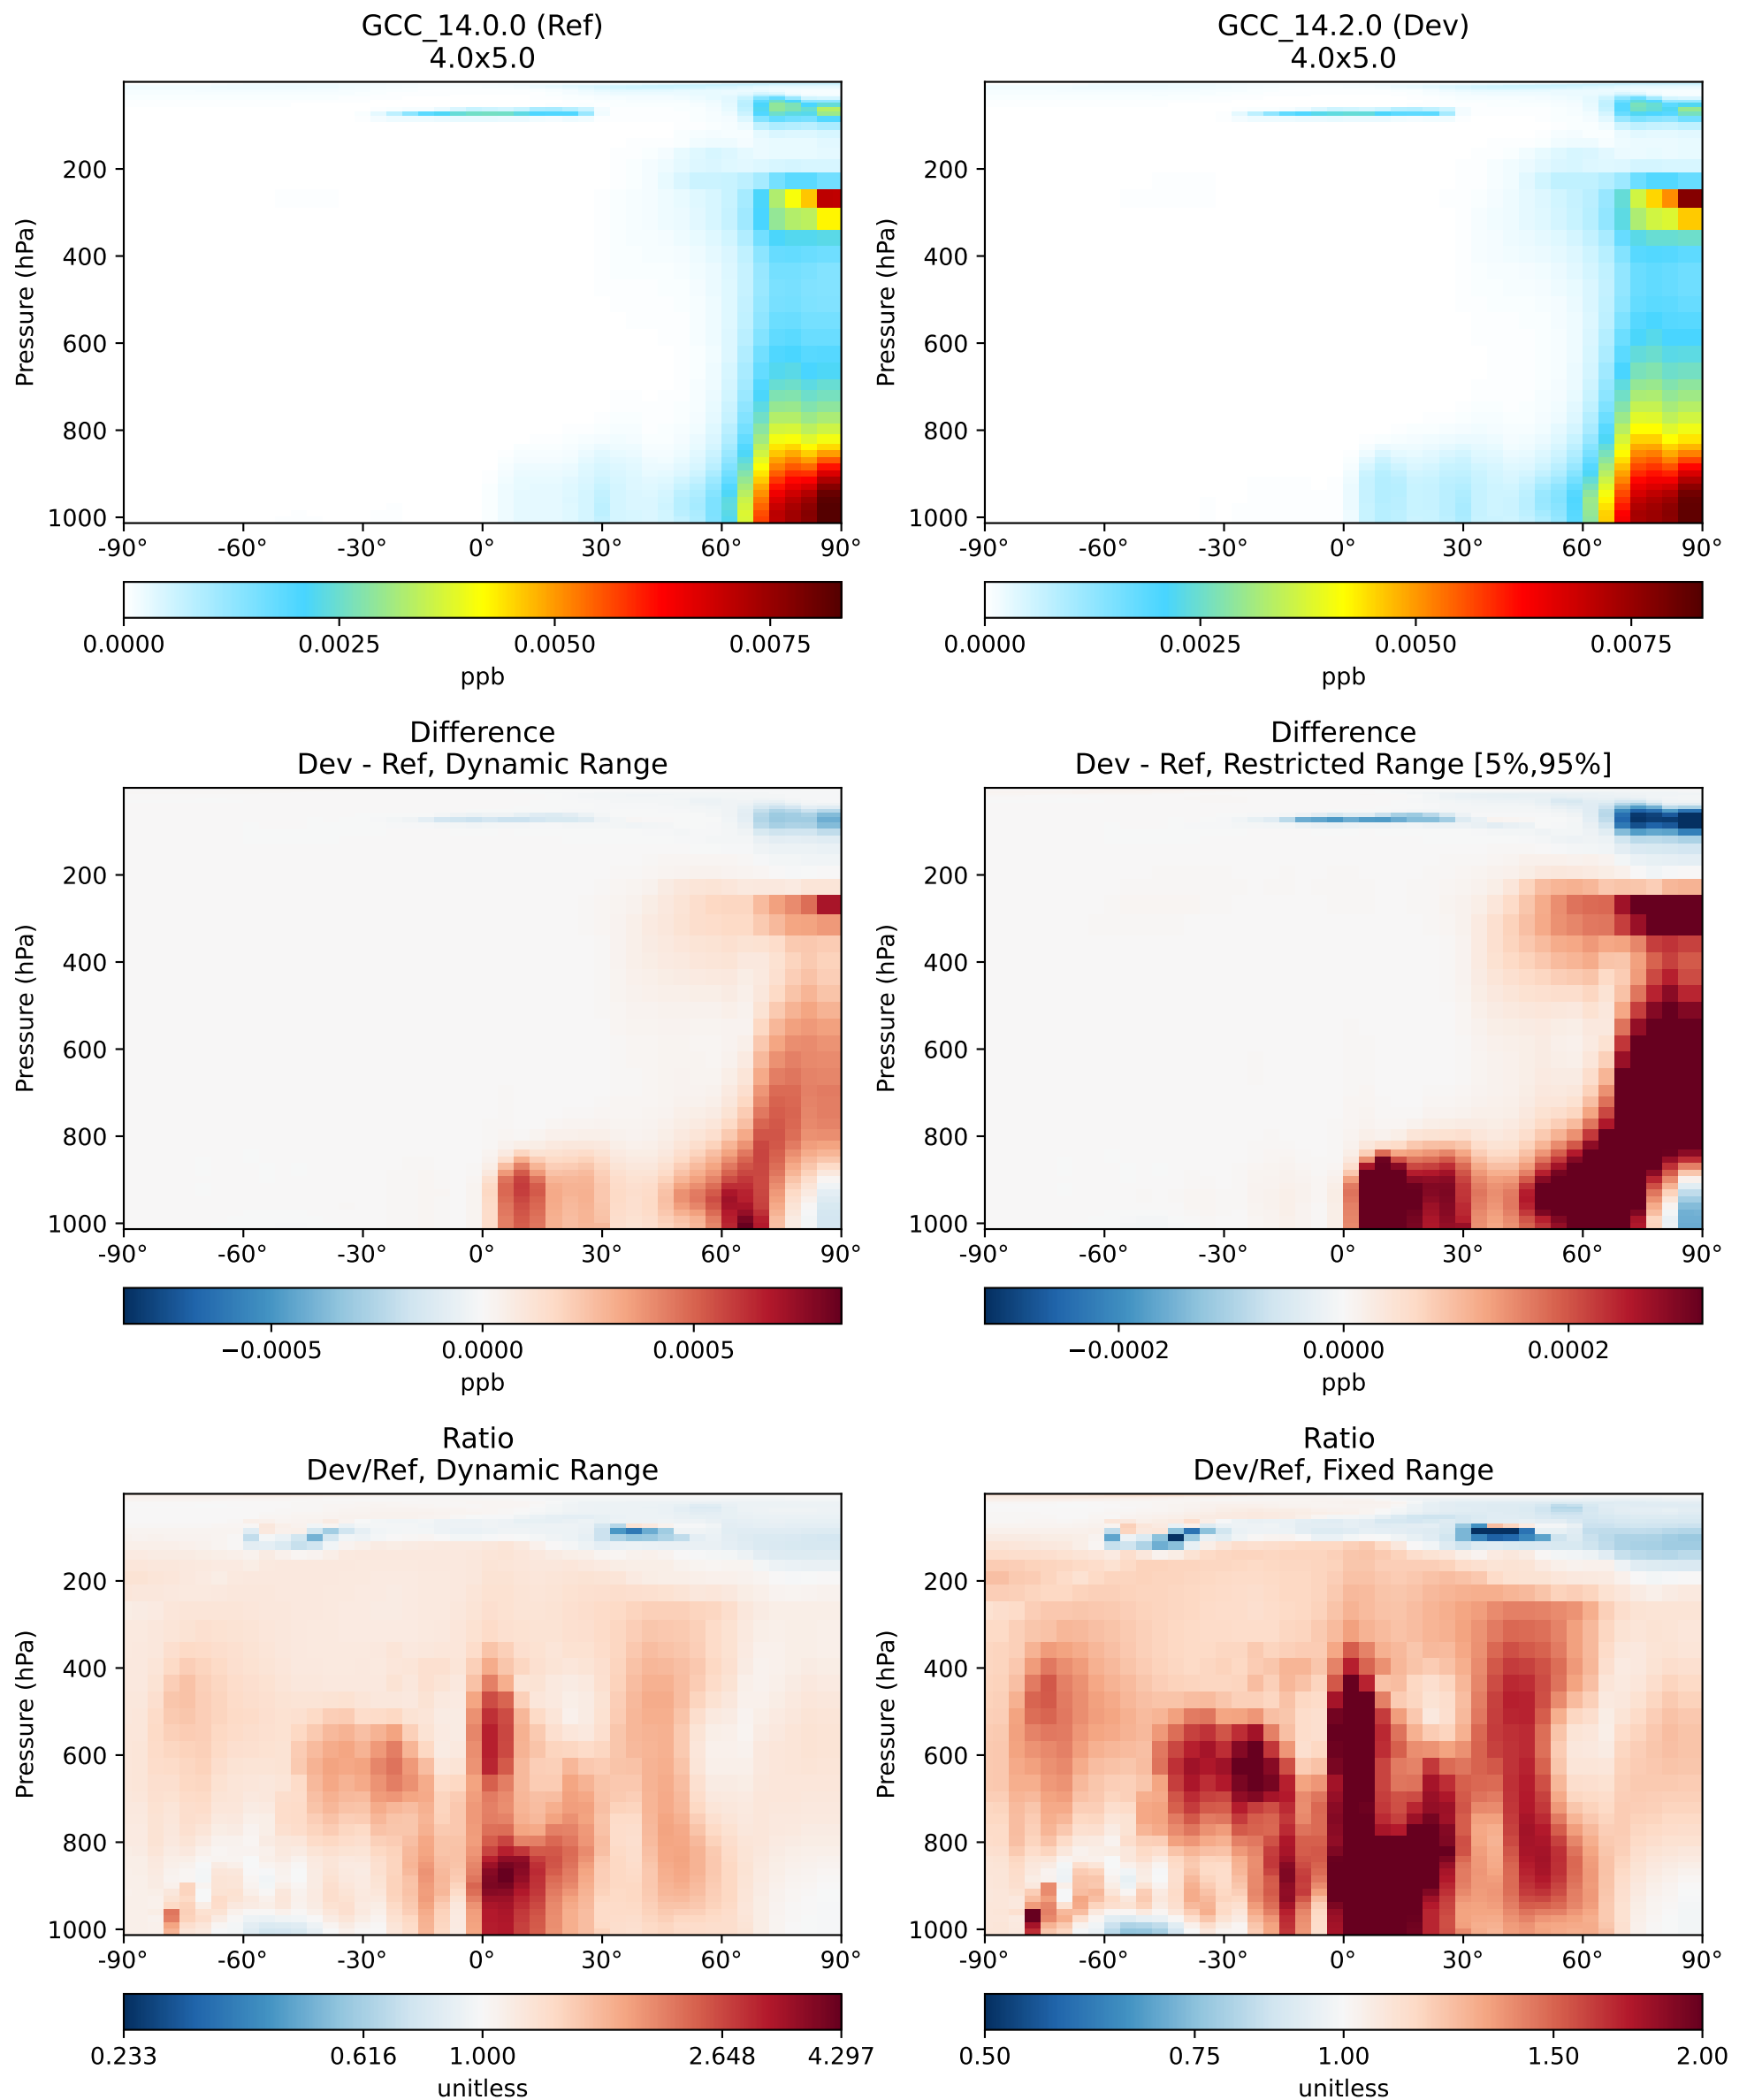 GCC_14.0.0 (Ref)
4.0x5.0
GCC_14.2.0 (Dev)
4.0x5.0
Pressure (hPa)
200
400
600
800
1000
-90° -60° -30° 0° 30° 60° 90°
0.0000 0.0025 0.0050 0.0075
ppb
Pressure (hPa)
200
400
600
800
1000
-90° -60° -30° 0° 30° 60° 90°
0.0000 0.0025 0.0050 0.0075
ppb
Difference
Dev - Ref, Dynamic Range
Difference
Dev - Ref, Restricted Range [5%,95%]
Pressure (hPa)
200
400
600
800
1000
-90° -60° -30° 0° 30° 60° 90°
−0.0005 0.0000 0.0005
ppb
Pressure (hPa)
200
400
600
800
1000
-90° -60° -30° 0° 30° 60° 90°
−0.0002 0.0000 0.0002
ppb
Ratio
Dev/Ref, Dynamic Range
Ratio
Dev/Ref, Fixed Range
Pressure (hPa)
200
400
600
800
1000
-90° -60° -30° 0° 30° 60° 90°
0.233 0.616 1.000 2.648 4.297
unitless
Pressure (hPa)
200
400
600
800
1000
-90° -60° -30° 0° 30° 60° 90°
0.50 0.75 1.00 1.50 2.00
unitless